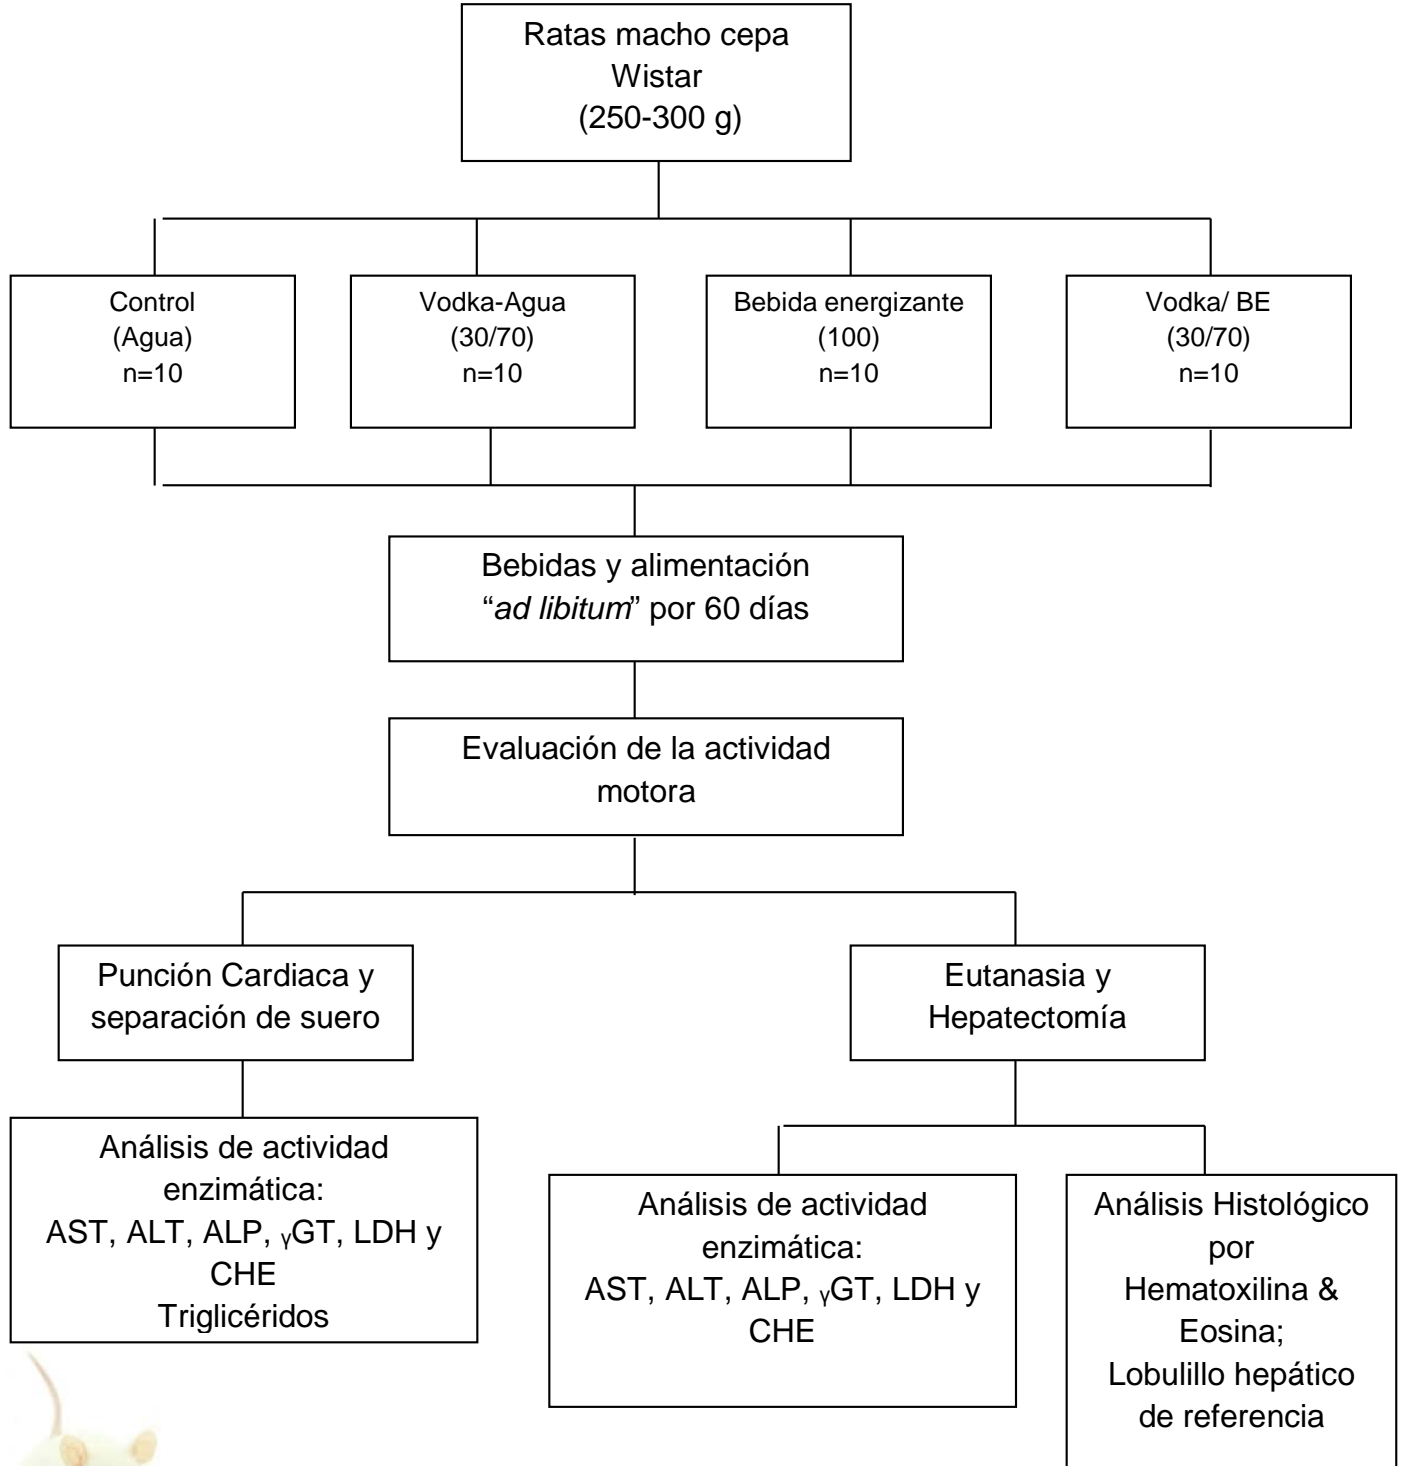 Ratas macho cepa
Wistar
(250-300 g)
Control
(Agua)
n=10
Vodka-Agua
(30/70)
n=10
Bebida energizante
(100)
n=10
Vodka/ BE
(30/70)
n=10
Bebidas y alimentación
“ad libitum” por 60 días
Evaluación de la actividad
motora
Punción Cardiaca y
separación de suero
Eutanasia y
Hepatectomía
Análisis de actividad
enzimática:
AST, ALT, ALP, γGT, LDH y
CHE
Triglicéridos
Análisis de actividad
enzimática:
AST, ALT, ALP, γGT, LDH y
CHE
Análisis Histológico
por
Hematoxilina &
Eosina;
Lobulillo hepático
de referencia